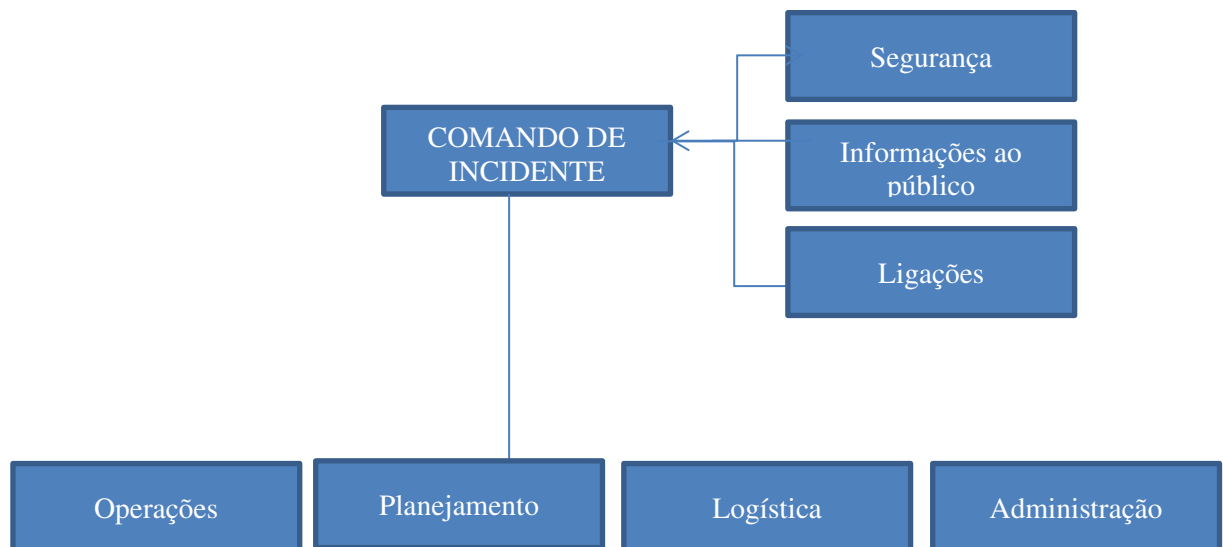 Segurança
COMANDO DE
INCIDENTE
Informações ao
público
Ligações
Operações
Planejamento
Logística
Administração